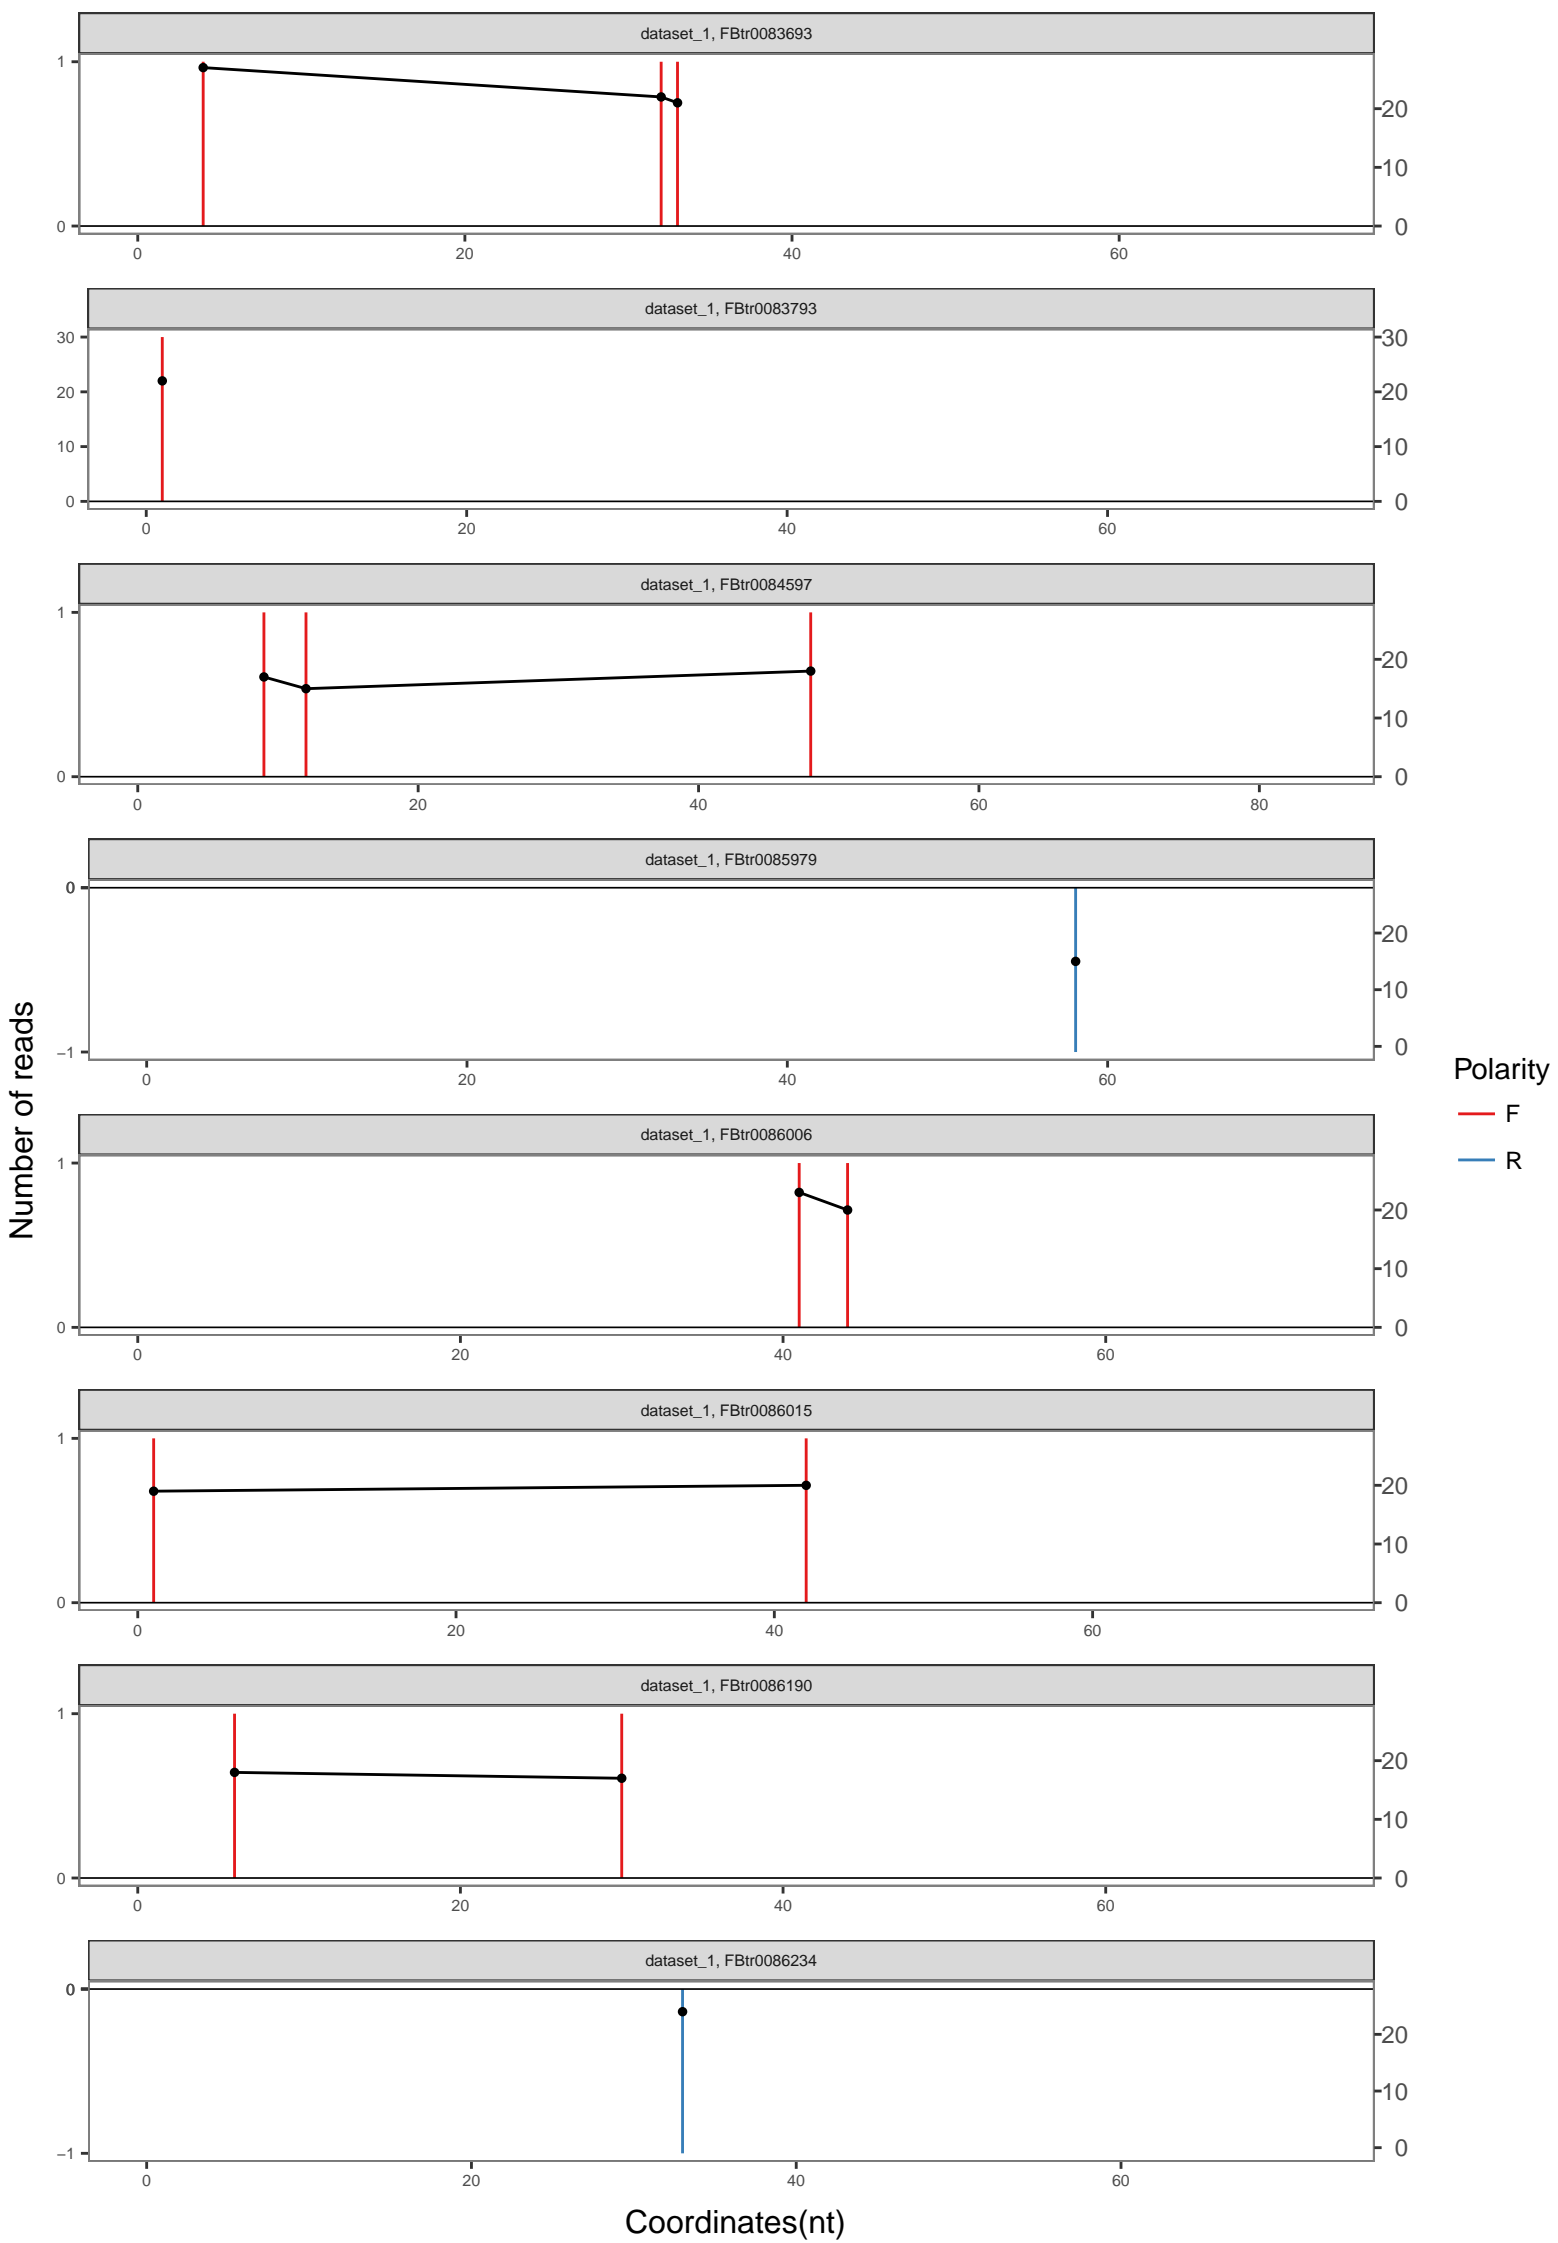 dataset_1, FBtr0083693
1
0
20
10
0
0 20 40 60
dataset_1, FBtr0083793
30
20
10
0
30
20
10
0
0 20 40 60
dataset_1, FBtr0084597
1
0
20
10
0
0 20 40 60 80
dataset_1, FBtr0085979
0
−1
20
10
0
0 20 40 60
dataset_1, FBtr0086006
1
0
20
10
0
0 20 40 60
dataset_1, FBtr0086015
1
0
20
10
0
0 20 40 60
dataset_1, FBtr0086190
1
0
20
10
0
0 20 40 60
dataset_1, FBtr0086234
0
−1
20
10
0
0 20 40 60
Coordinates(nt)
Number of reads
Polarity
F
R